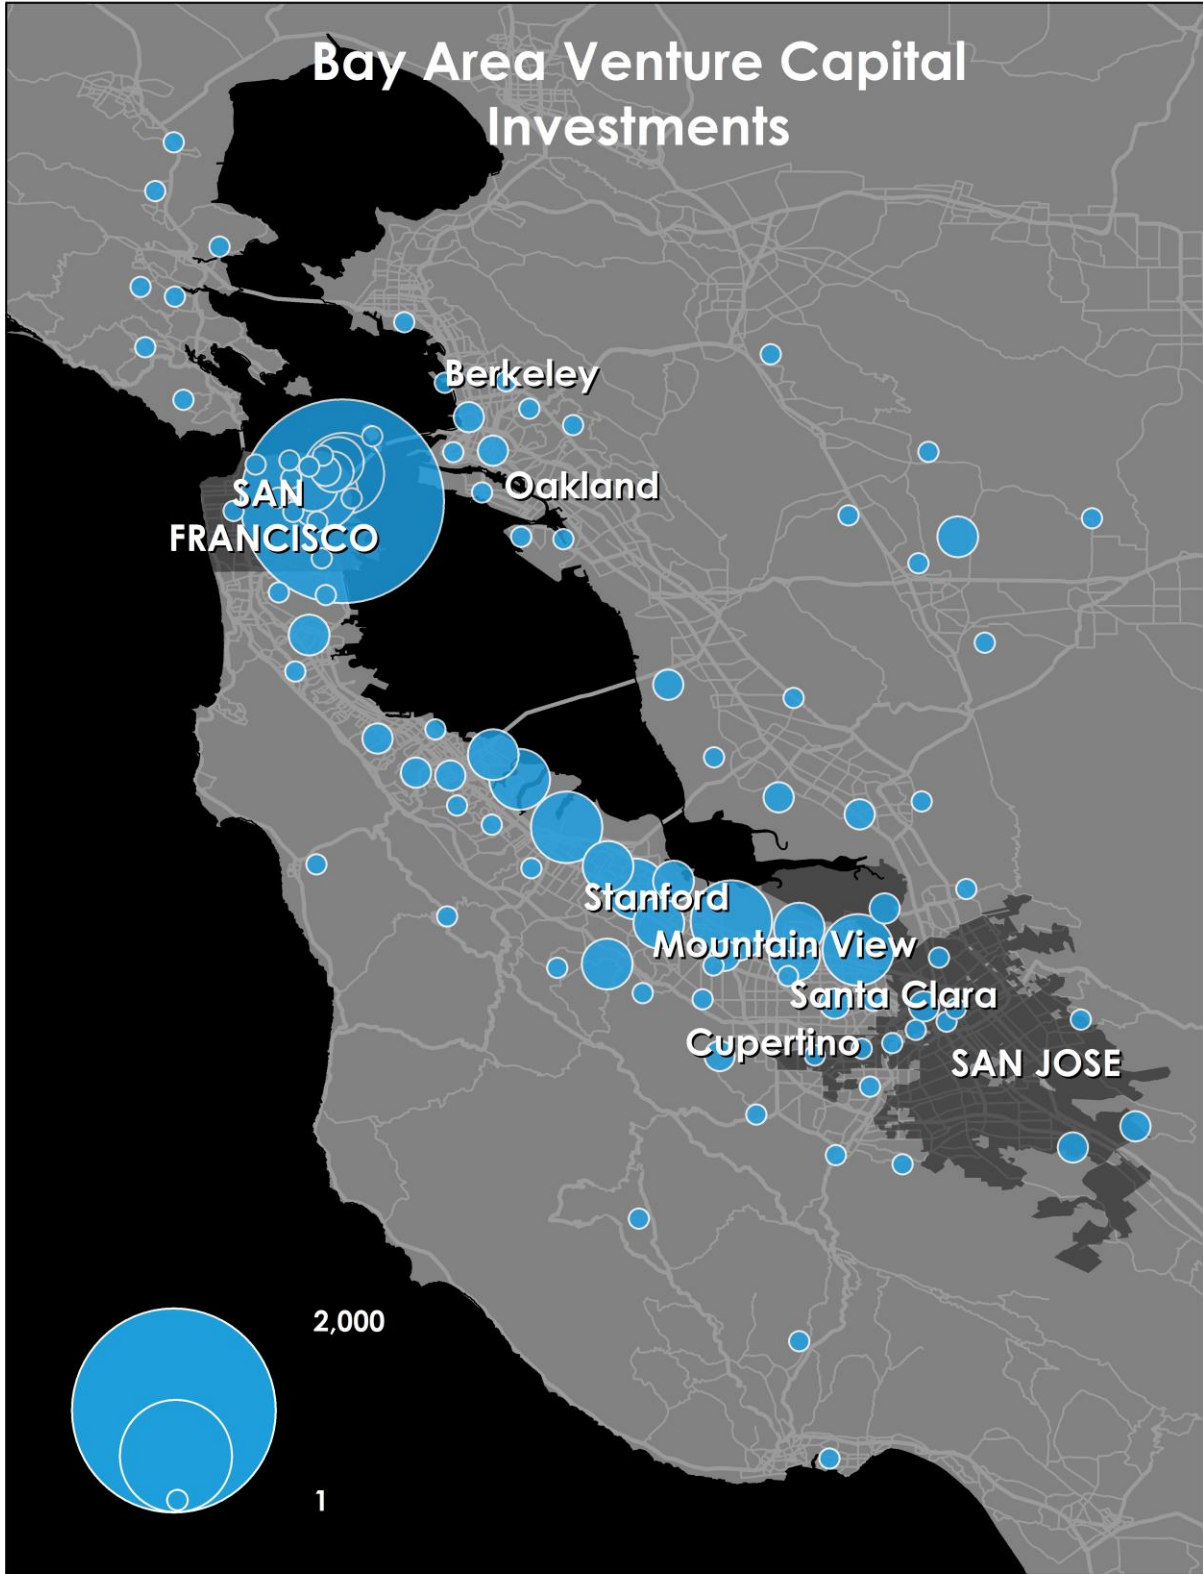 Bay Area Venture Capital
Investments
Berkeley
Oakland
SAN
FRANCISCO
Stanford
Mountain View
Santa Clara
Cupertino
SAN JOSE
2,000
1